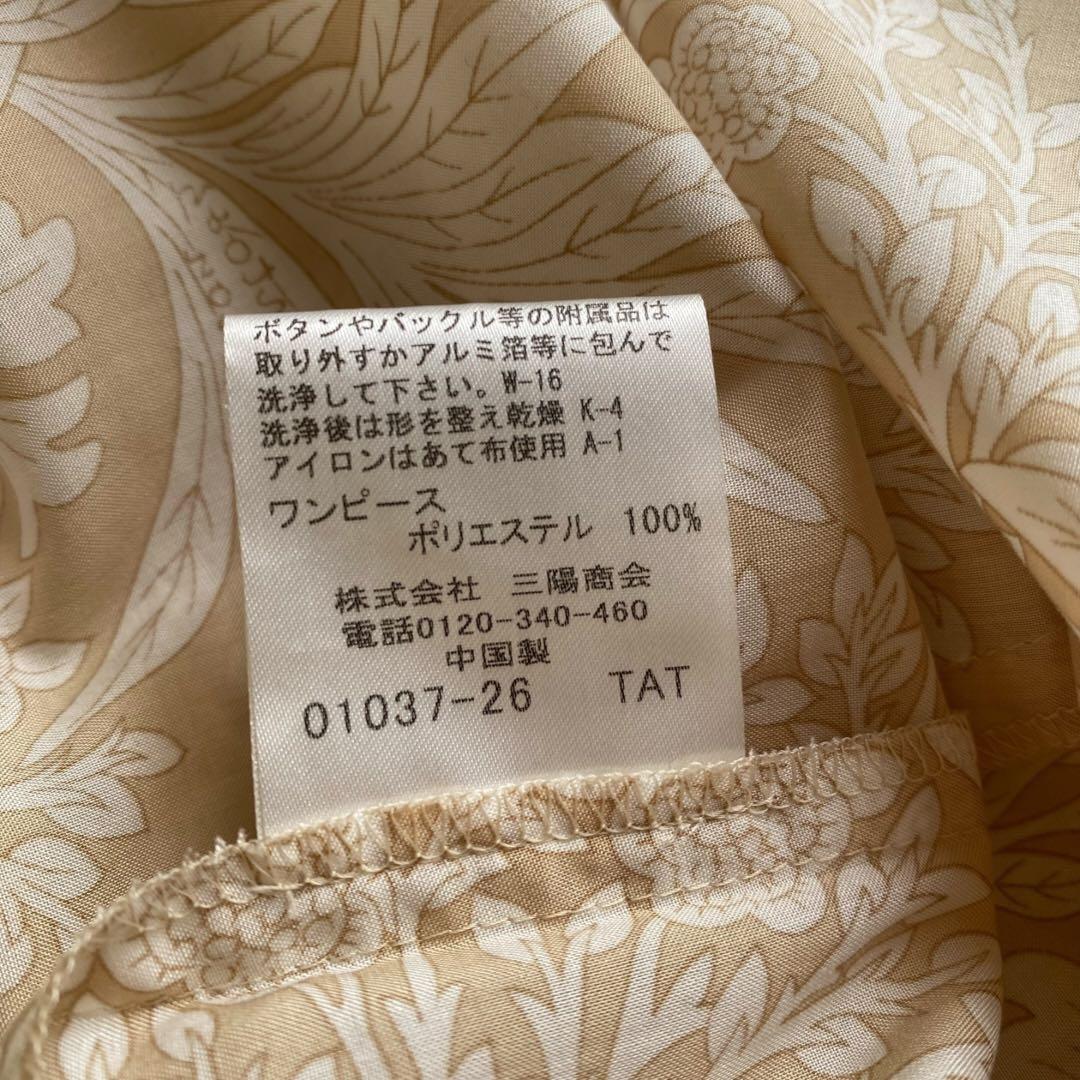 ボタンやバックル等の附属品は
取り外すかアルミ箔等に包んで
洗浄して下さい。W-16
洗浄後は形を整え乾燥 K-4
アイロンはあて布使用 A-1
ワンピース
ポリエステル 100%
株式会社 三陽商会
電話0120-340-460
中国製
01037-26 TAT